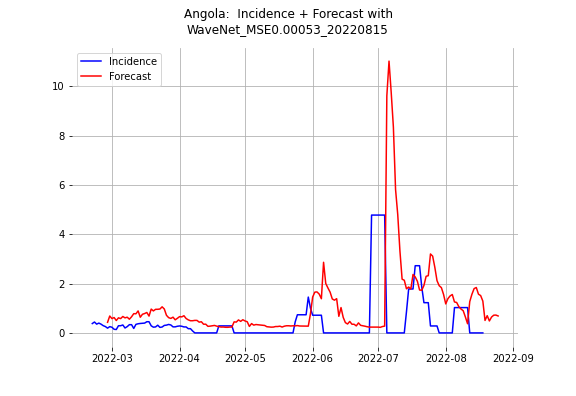 Angola:  Incidence + Forecast with
WaveNet_MSE0.00053_20220815
Incidence
Forecast
10
8
6
4
2
0
2022-03 2022-04 2022-05 2022-06 2022-07 2022-08 2022-09